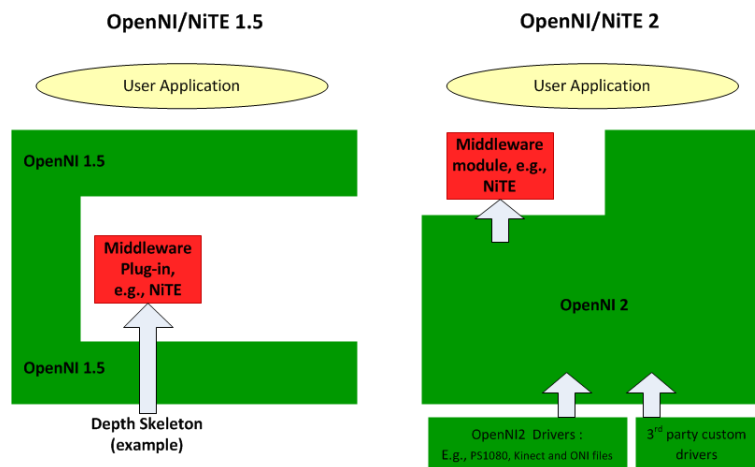 OpenNI/NiTE 1.5
User Application
OpenNI 1.5
Middleware
Plug-in,
e.g., NiTE
OpenNI 1.5
Depth Skeleton
(example)
OpenNI/NiTE 2
User Application
Middleware
module, e.g.,
NiTE
OpenNI 2
OpenNI2 Drivers :
E.g., PS1080, Kinect and ONI files
3rd party custom
drivers